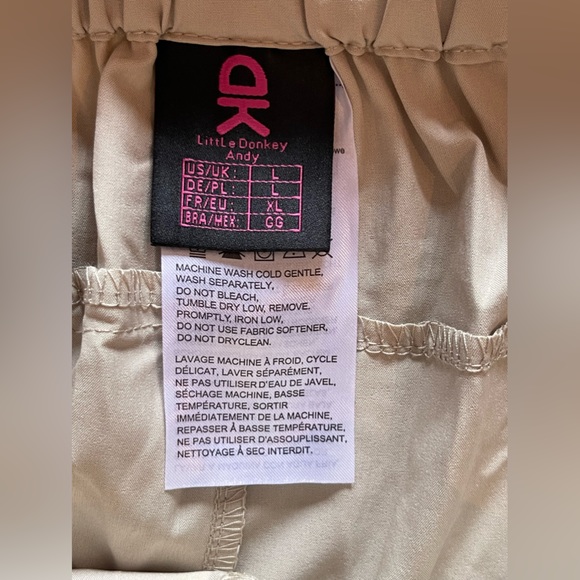 DK
Little Donkey
Andy
US/UK: L
DE/PL: L
FR/EU: XL
BRA/MEX: GG
we
MACHINE WASH COLD GENTLE,
WASH SEPARATELY,
DO NOT BLEACH,
TUMBLE DRY LOW, REMOVE.
PROMPTLY. IRON LOW,
DO NOT USE FABRIC SOFTENER,
DO NOT DRYCLEAN.
LAVAGE MACHINE À FROID, CYCLE
DÉLICAT, LAVER SÉPARÉMENT,
NE PAS UTILISER D'EAU DE JAVEL,
SÉCHAGE MACHINE, BASSE
TEMPÉRATURE, SORTIR
IMMÉDIATEMENT DE LA MACHINE,
REPASSER À BASSE TEMPÉRATURE,
NE PAS UTILISER D'ASSOUPLISSANT,
NETTOYAGE À SEC INTERDIT.